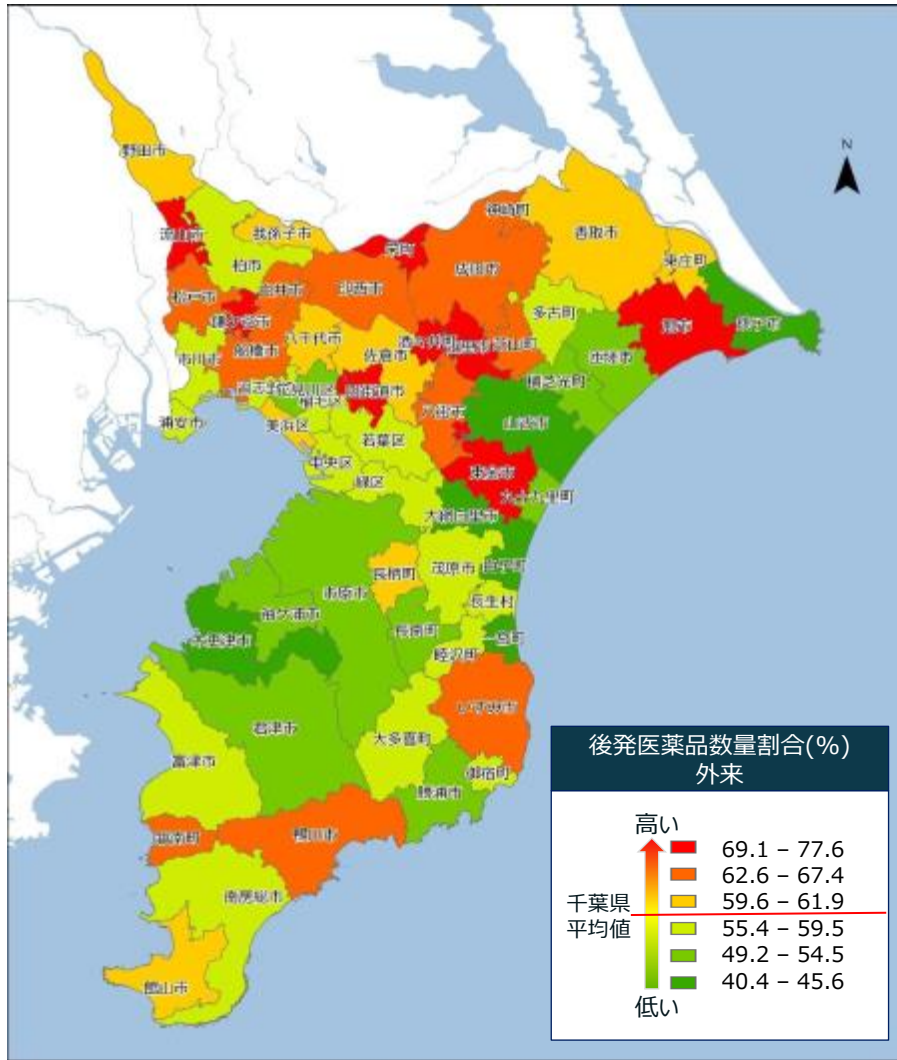 N
野田市
流山市
我孫子市
柏市
松戸市
白井市
印西市
栄町
成田市
神崎町
香取市
東庄町
鎌ケ谷市
船橋市
八千代市
佐倉市
酒々井町
富里市
芝山町
多古町
匝瑳市
旭市
銚子市
市川市
習志野市
花見川区
稲毛区
四街道市
八街市
横芝光町
山武市
浦安市
美浜区
若葉区
中央区
緑区
東金市
九十九里町
大網白里市
長柄町
茂原市
白子町
市原市
長生村
袖ケ浦市
木更津市
長南町
睦沢町
一宮町
君津市
大多喜町
いすみ市
富津市
御宿町
勝浦市
鋸南町
鴨川市
南房総市
館山市
後発医薬品数量割合(%)
外来
高い
69.1 – 77.6
62.6 – 67.4
59.6 – 61.9
千葉県
平均値
55.4 – 59.5
49.2 – 54.5
40.4 – 45.6
低い